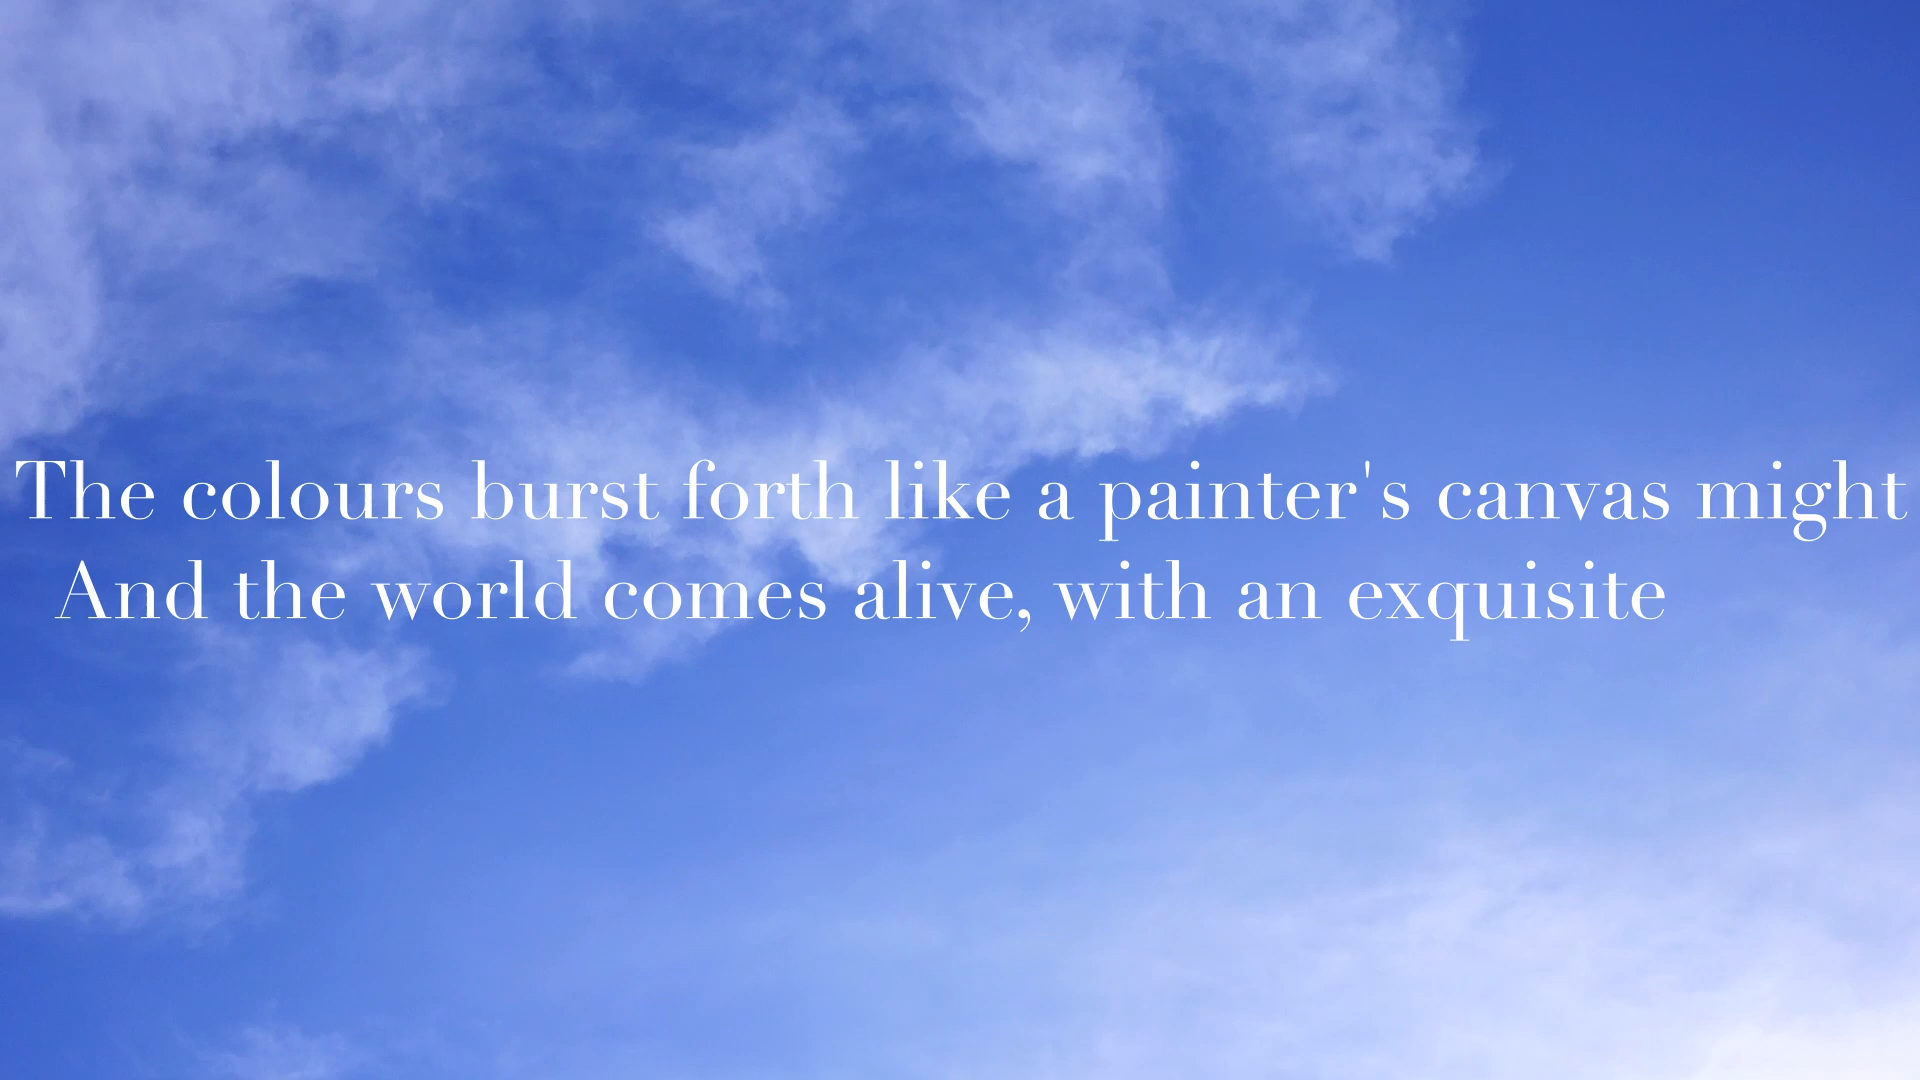 The colours burst forth like a painter's canvas might
And the world comes alive, with an exquisite